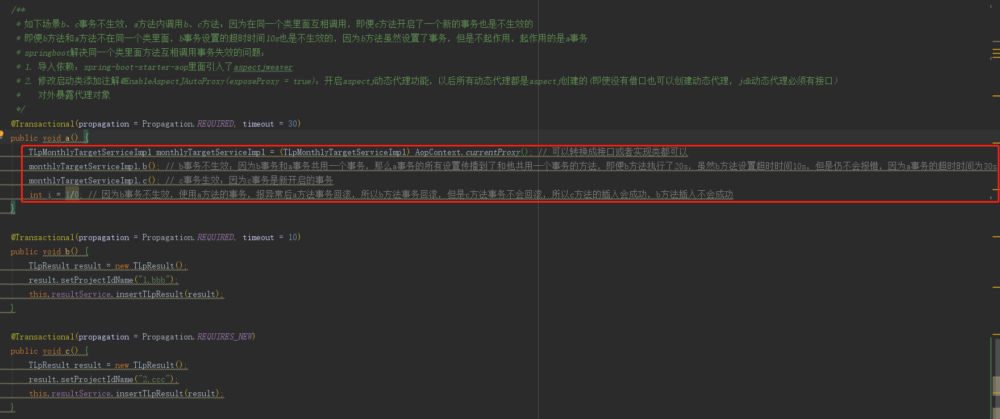 /**
* 如下场景b、c事务不生效，a方法内调用b、c方法：因为在同一个类里面互相调用，即便c方法开启了一个新的事务也是不生效的
* 即便b方法和a方法不在同一个类里面，b事务设置的超时时间10s也是不生效的，因为b方法虽然设置了事务，但是不起作用，起作用的是a事务
* springboot解决同一个类里面方法互相调用事务失效的问题：
* 1. 导入依赖：spring-boot-starter-aop里面引入了aspectjweaver
* 2. 修改启动类添加注解@EnableAspectJAutoProxy(exposeProxy = true)：开启aspectj动态代理功能，以后所有动态代理都是aspectj创建的(即使没有借口也可以创建动态代理，jdk动态代理必须有接口)
*    对外暴露代理对象
*/
@Transactional(propagation = Propagation.REQUIRED, timeout = 30)
public void a() {
TLpMonthlyTargetServiceImpl monthlyTargetServiceImpl = (TLpMonthlyTargetServiceImpl) AopContext.currentProxy(); // 可以转换成接口或者实现类都可以
monthlyTargetServiceImpl.b(); // b事务不生效：因为b事务和a事务共用一个事务，那么a事务的所有设置传播到了和他共用一个事务的方法，即便b方法执行了20s，虽然b方法设置超时时间10s，但是仍不会报错，因为a事务的超时时间为30s
monthlyTargetServiceImpl.c(); // c事务生效：因为c事务是新开启的事务
int i = 1/0; // 因为b事务不生效，使用a方法的事务，报异常后a方法事务回滚，所以b方法事务回滚，但是c方法事务不会回滚，所以c方法的插入会成功，b方法插入不会成功
}
@Transactional(propagation = Propagation.REQUIRED, timeout = 10)
public void b() {
TLpResult result = new TLpResult();
result.setProjectIdName("1,bbb");
this.resultService.insertTLpResult(result);
}
@Transactional(propagation = Propagation.REQUIRES_NEW)
public void c() {
TLpResult result = new TLpResult();
result.setProjectIdName("2,ccc");
this.resultService.insertTLpResult(result);
}